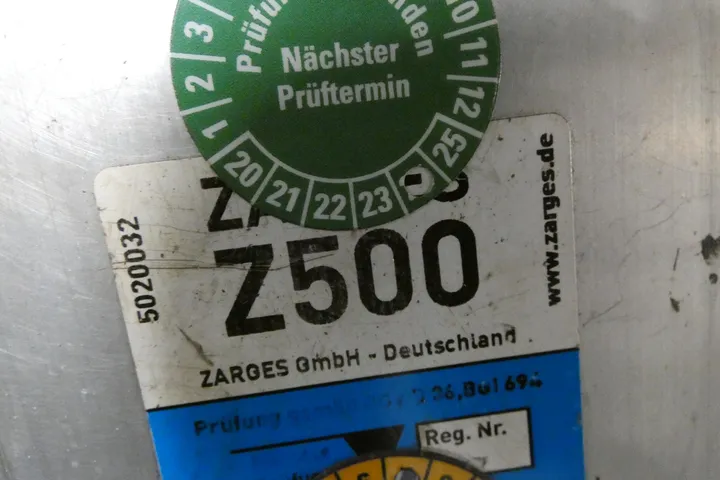 2 3
10 11
Nächster
Prüftermin
1
12
20 21 22 23 25
5020032
Z500
www.zarges.de
ZARGES GmbH - Deutschland
Prüfung
Reg. Nr.